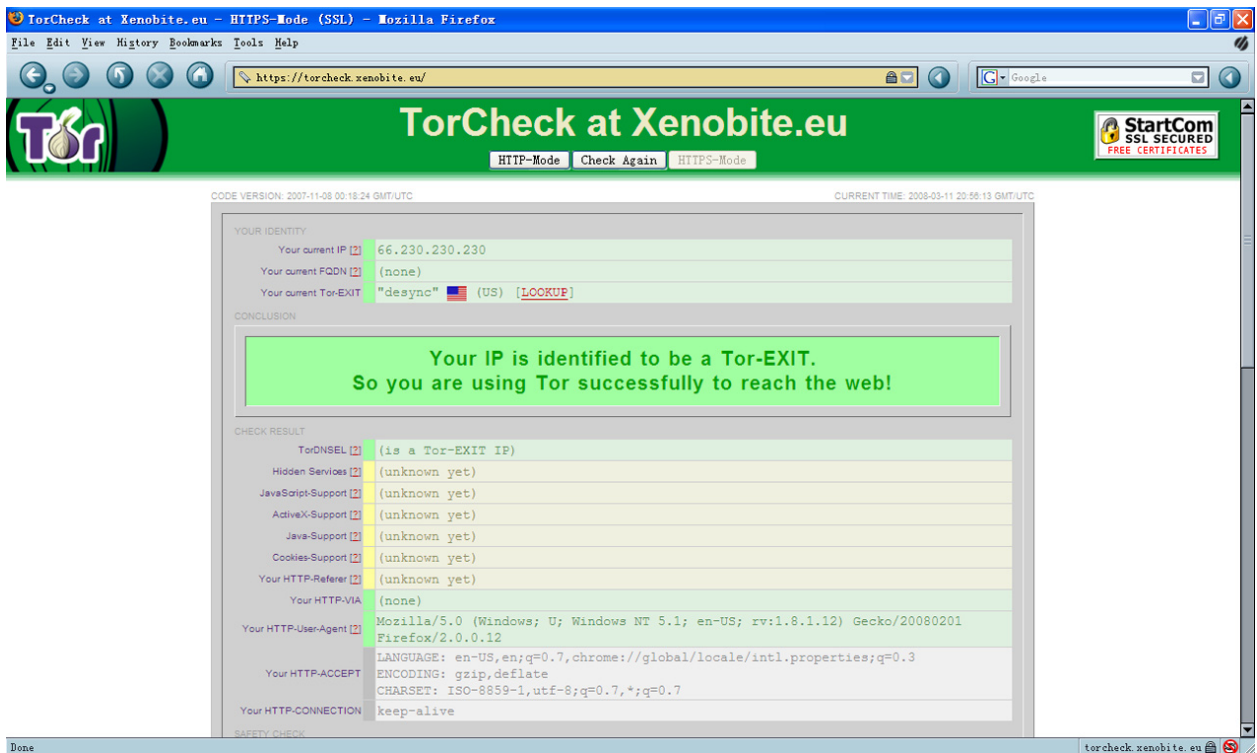 TorCheck at Xenobite.eu - HTTPS-Mode (SSL) - Mozilla Firefox
File Edit View History Bookmarks Tools Help
https://torcheck.xenobite.eu/
G Google
Tor
TorCheck at Xenobite.eu
HTTP-Mode Check Again HTTPS-Mode
StartCom
SSL SECURED
FREE CERTIFICATES
CODE VERSION: 2007-11-08 00:18:24 GMT/UTC CURRENT TIME: 2008-03-11 20:56:13 GMT/UTC
YOUR IDENTITY
Your current IP [?] 66.230.230.230
Your current FQDN [?] (none)
Your current Tor-EXIT "desync" (US) [LOOKUP]
CONCLUSION
Your IP is identified to be a Tor-EXIT.
So you are using Tor successfully to reach the web!
CHECK RESULT
TorDNSEL [?] (is a Tor-EXIT IP)
Hidden Services [?] (unknown yet)
JavaScript-Support [?] (unknown yet)
ActiveX-Support [?] (unknown yet)
Java-Support [?] (unknown yet)
Cookies-Support [?] (unknown yet)
Your HTTP-Referer [?] (unknown yet)
Your HTTP-VIA (none)
Your HTTP-User-Agent [?] Mozilla/5.0 (Windows; U; Windows NT 5.1; en-US; rv:1.8.1.12) Gecko/20080201
Firefox/2.0.0.12
LANGUAGE: en-US,en;q=0.7,chrome://global/locale/intl.properties;q=0.3
Your HTTP-ACCEPT ENCODING: gzip,deflate
CHARSET: ISO-8859-1,utf-8;q=0.7,*;q=0.7
Your HTTP-CONNECTION keep-alive
SAFETY CHECK
Done torcheck.xenobite.eu